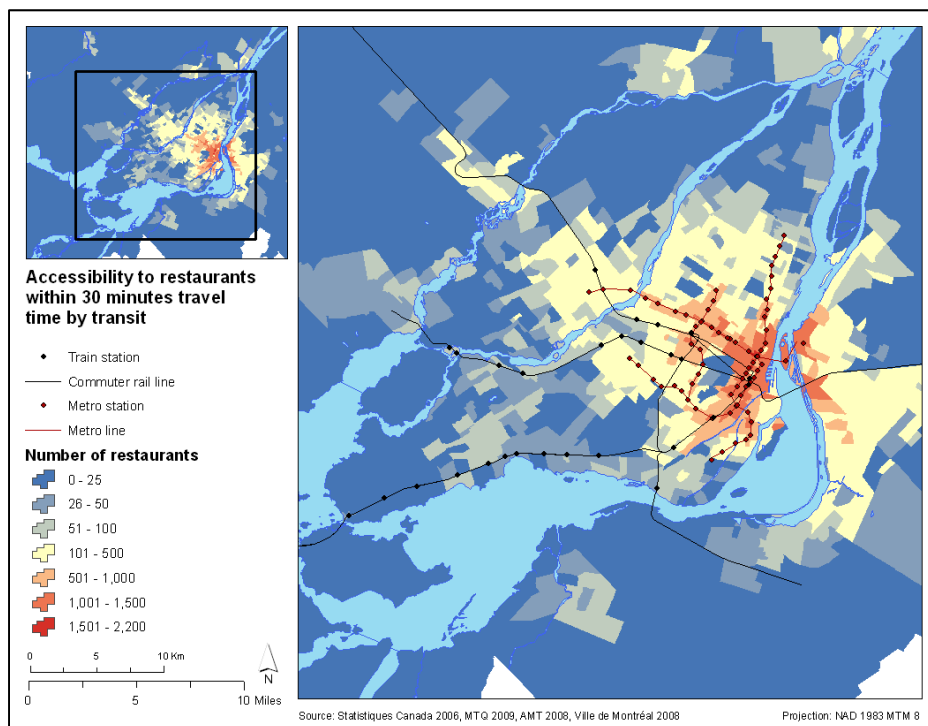 Accessibility to restaurants
within 30 minutes travel
time by transit
Train station
Commuter rail line
Metro station
Metro line
Number of restaurants
0 - 25
26 - 50
51 - 100
101 - 500
501 - 1,000
1,001 - 1,500
1,501 - 2,200
0 5 10 Km
N
0 5 10 Miles
Source: Statistiques Canada 2006, MTQ 2009, AMT 2008, Ville de Montréal 2008
Projection: NAD 1983 MTM 8